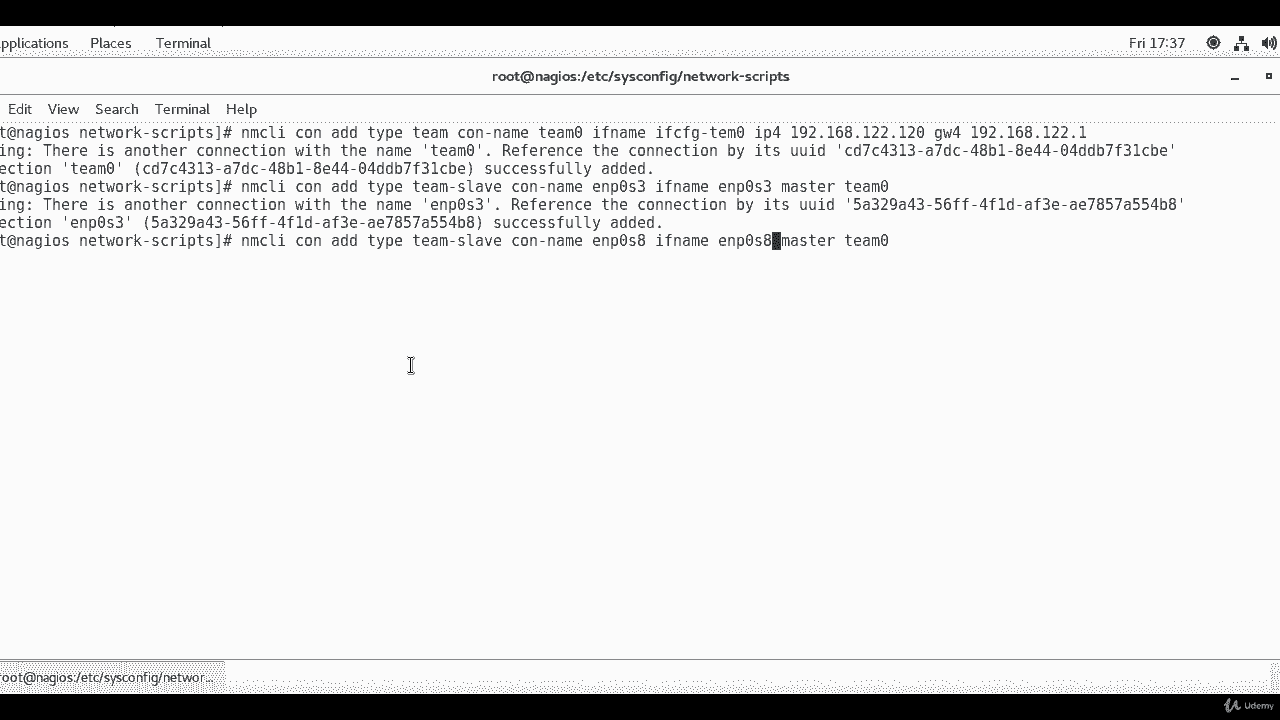 pplications Places Terminal Fri 17:37
root@nagios:/etc/sysconfig/network-scripts
Edit View Search Terminal Help
t@nagios network-scripts]# nmcli con add type team con-name team0 ifname ifcfg-tem0 ip4 192.168.122.120 gw4 192.168.122.1
ing: There is another connection with the name 'team0'. Reference the connection by its uuid 'cd7c4313-a7dc-48b1-8e44-04ddb7f31cbe'
ection 'team0' (cd7c4313-a7dc-48b1-8e44-04ddb7f31cbe) successfully added.
t@nagios network-scripts]# nmcli con add type team-slave con-name enp0s3 ifname enp0s3 master team0
ing: There is another connection with the name 'enp0s3'. Reference the connection by its uuid '5a329a43-56ff-4f1d-af3e-ae7857a554b8'
ection 'enp0s3' (5a329a43-56ff-4f1d-af3e-ae7857a554b8) successfully added.
t@nagios network-scripts]# nmcli con add type team-slave con-name enp0s8 ifname enp0s8 master team0
root@nagios:/etc/sysconfig/networ...
Udemy